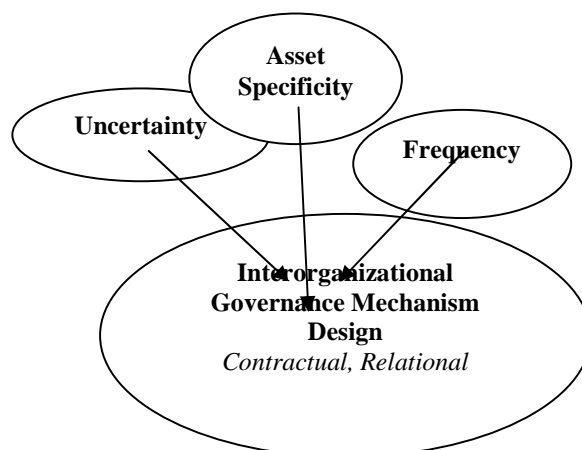 Asset
Specificity
Uncertainty
Frequency
Interorganizational
Governance Mechanism
Design
Contractual, Relational